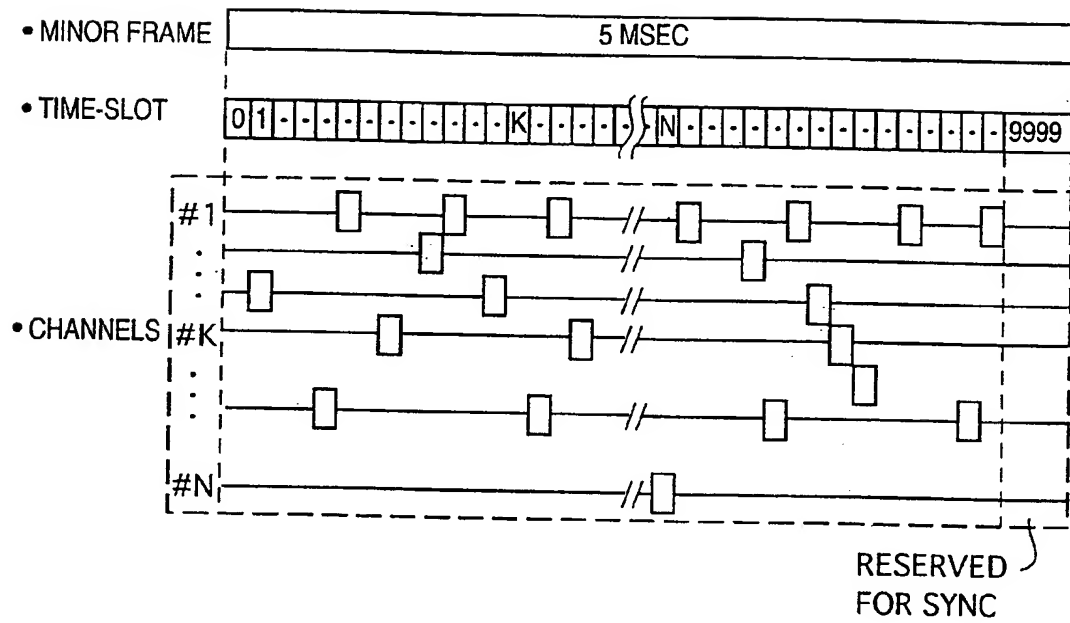 • MINOR FRAME 5 MSEC
• TIME-SLOT 0 1 - - - - - - - - - - K - - - - - N - - - - - - - - - - - - - - 9999
#1
• CHANNELS #K
#N
RESERVED
FOR SYNC